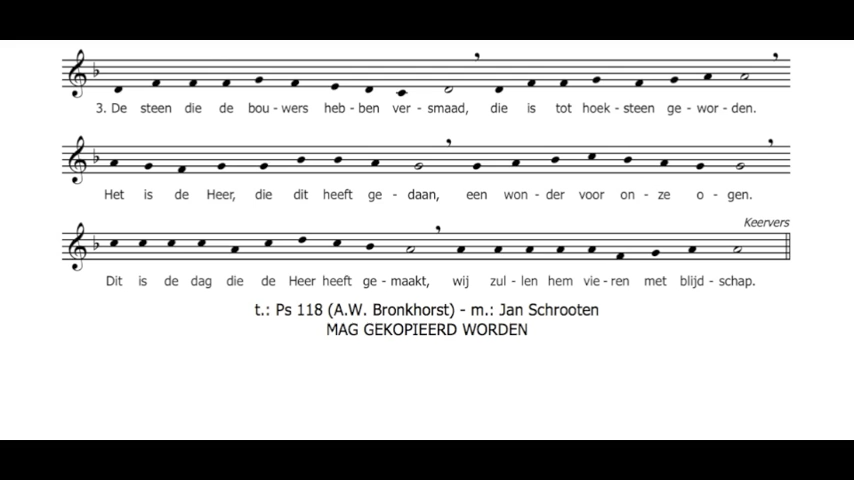 3. De steen die de bou - wers heb - ben ver - smaad, die is tot hoek - steen ge - wor - den.
Het is de Heer, die dit heeft ge - daan, een won - der voor on - ze o - gen.
Keervers
Dit is de dag die de Heer heeft ge - maakt, wij zul - len hem vie - ren met blijd - schap.
t.: Ps 118 (A.W. Bronkhorst) - m.: Jan Schrooten
MAG GEKOPIEERD WORDEN